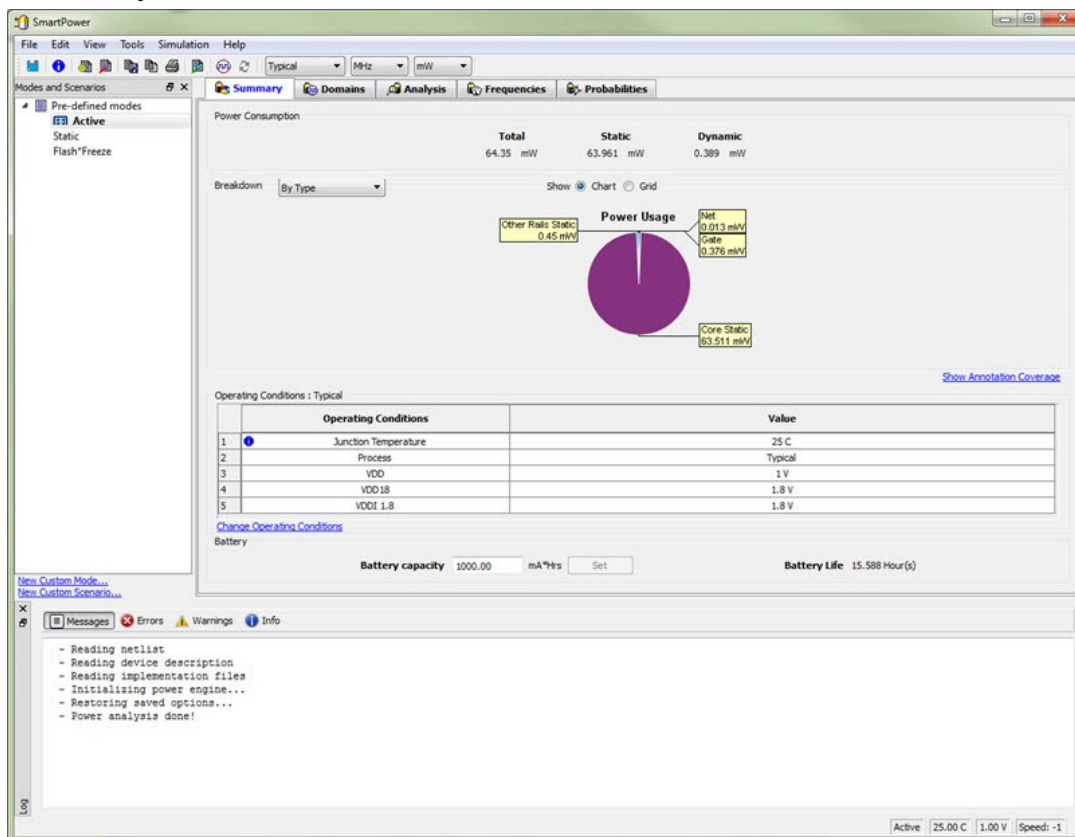 SmartPower
File Edit View Tools Simulation Help
Typical MHz mW
Modes and Scenarios
Pre-defined modes
Active
Static
Flash*Freeze
New Custom Mode...
New Custom Scenario...
Summary Domains Analysis Frequencies Probabilities
Power Consumption
Total Static Dynamic
64.35 mW 63.961 mW 0.389 mW
Breakdown By Type Show Chart Grid
Power Usage
Other Rails Static
0.45 mW
Net
0.013 mW
Gate
0.376 mW
Core Static
63.511 mW
Show Annotation Coverage
Operating Conditions : Typical
Operating Conditions Value
1 Junction Temperature 25 C
2 Process Typical
3 VDD 1 V
4 VDD18 1.8 V
5 VDDI 1.8 1.8 V
Change Operating Conditions
Battery
Battery capacity 1000.00 mA*Hrs Set Battery Life 15.588 Hour(s)
Messages Errors Warnings Info
- Reading netlist
- Reading device description
- Reading implementation files
- Initializing power engine...
- Restoring saved options...
- Power analysis done!
Log
Active 25.00 C 1.00 V Speed: -1